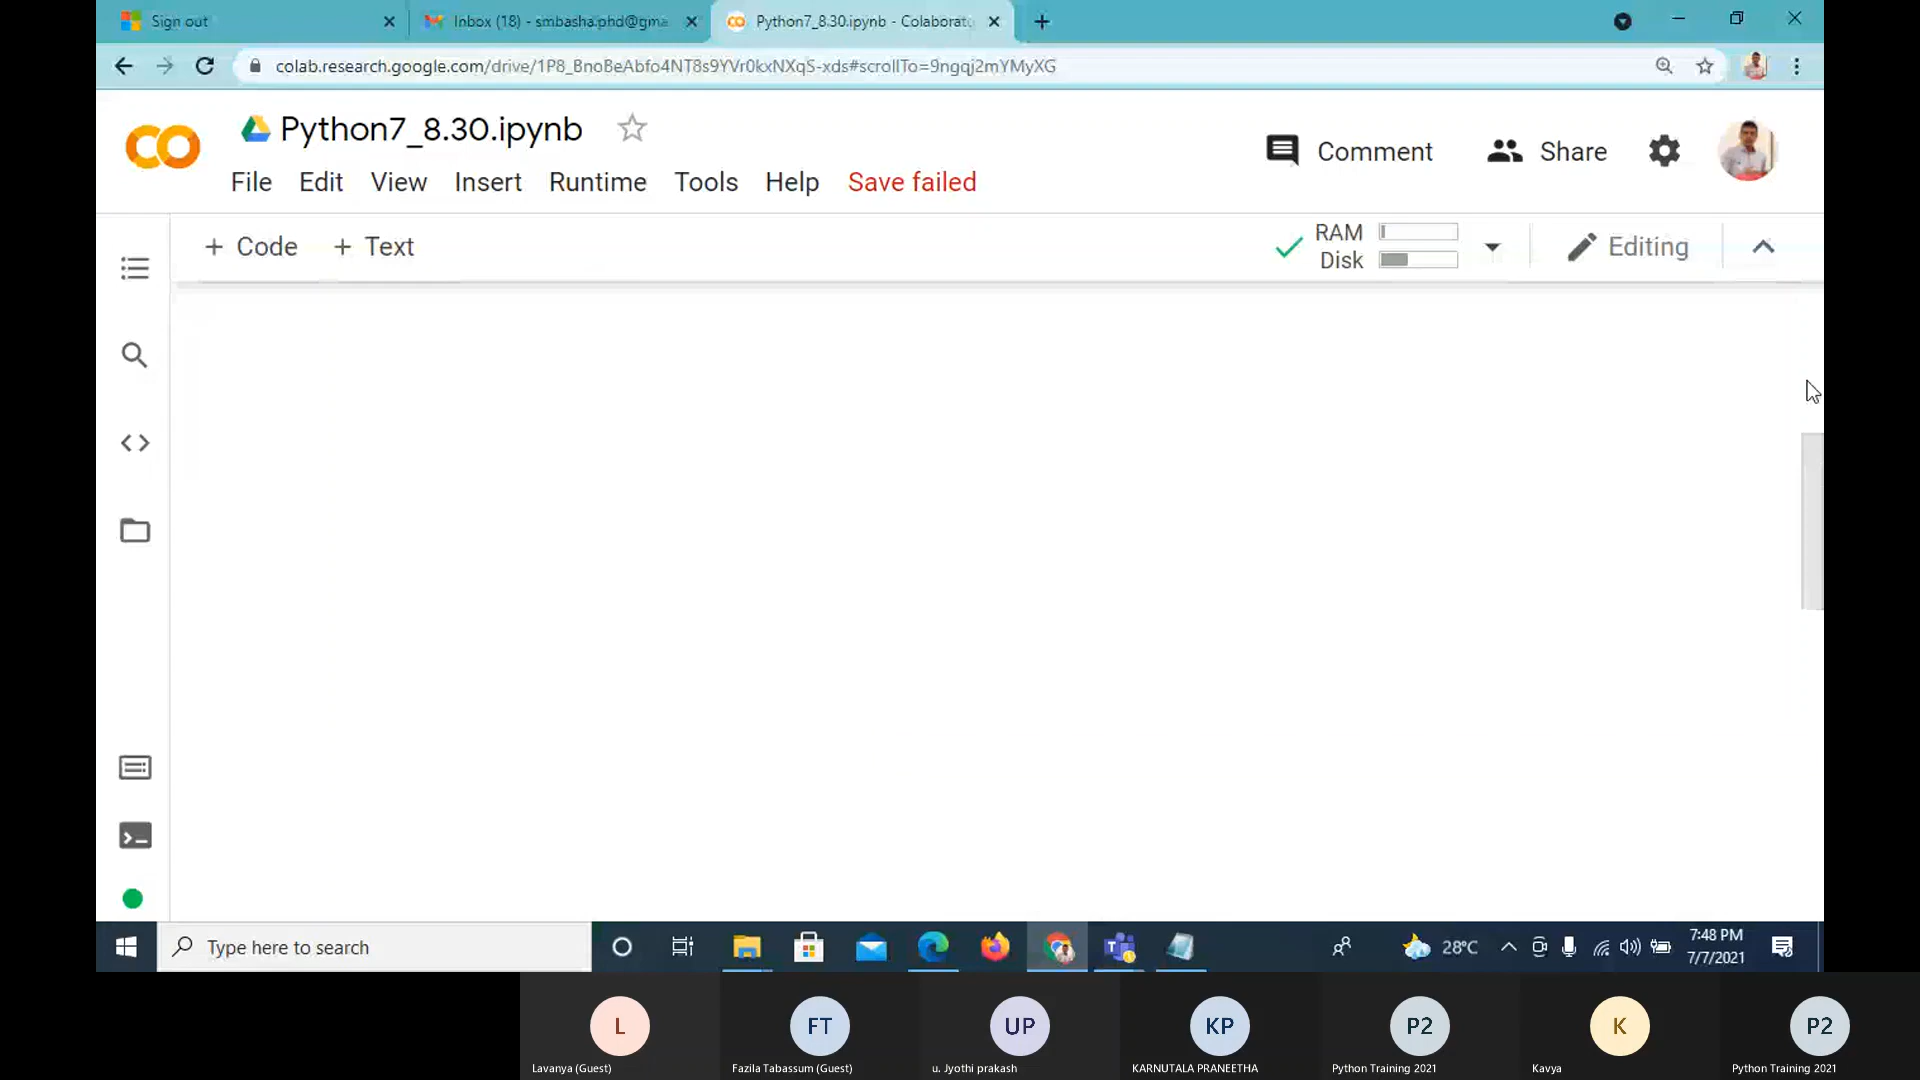 Sign out
Inbox (18) - smbasha.phd@gma
Python7_8.30.ipynb - Colaborato
colab.research.google.com/drive/1P8_BnoBeAbfo4NT8s9YVr0kxNXqS-xds#scrollTo=9ngqj2mYMyXG
Python7_8.30.ipynb
File Edit View Insert Runtime Tools Help Save failed
Comment
Share
+ Code + Text
RAM
Disk
Editing
Type here to search
28°C
7:48 PM
7/7/2021
L
FT
UP
KP
P2
K
P2
Lavanya (Guest)
Fazila Tabassum (Guest)
u. Jyothi prakash
KARNUTALA PRANEETHA
Python Training 2021
Kavya
Python Training 2021